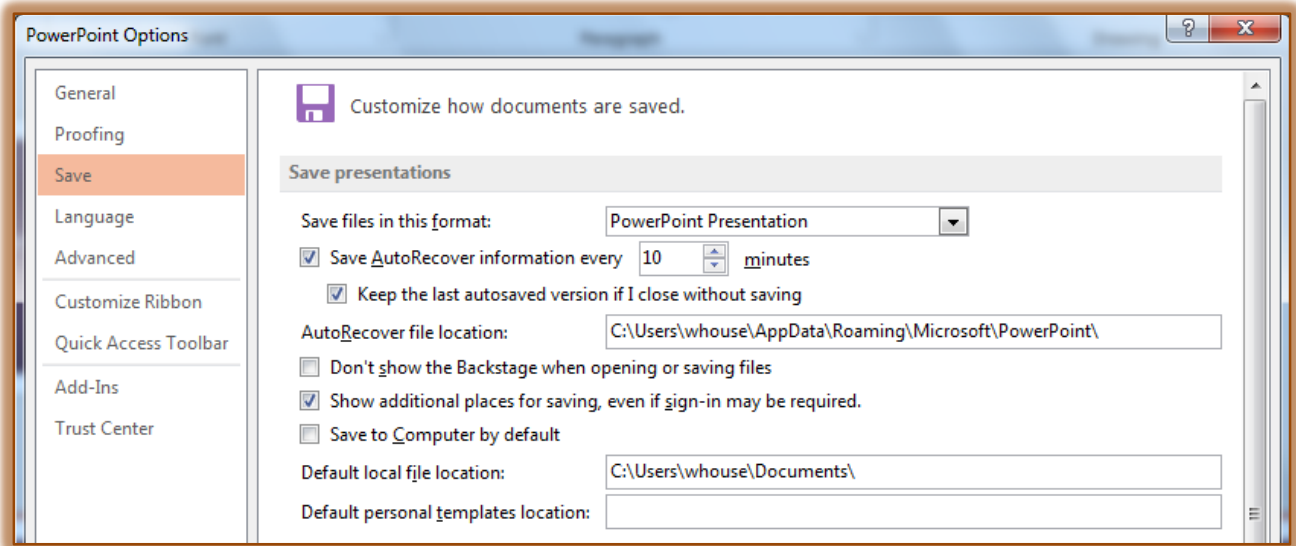 PowerPoint Options
General
Proofing
Save
Language
Advanced
Customize Ribbon
Quick Access Toolbar
Add-Ins
Trust Center
Customize how documents are saved.
Save presentations
Save files in this format: PowerPoint Presentation
Save AutoRecover information every 10 minutes
Keep the last autosaved version if I close without saving
AutoRecover file location: C:\Users\whouse\AppData\Roaming\Microsoft\PowerPoint\
Don't show the Backstage when opening or saving files
Show additional places for saving, even if sign-in may be required.
Save to Computer by default
Default local file location: C:\Users\whouse\Documents\
Default personal templates location: